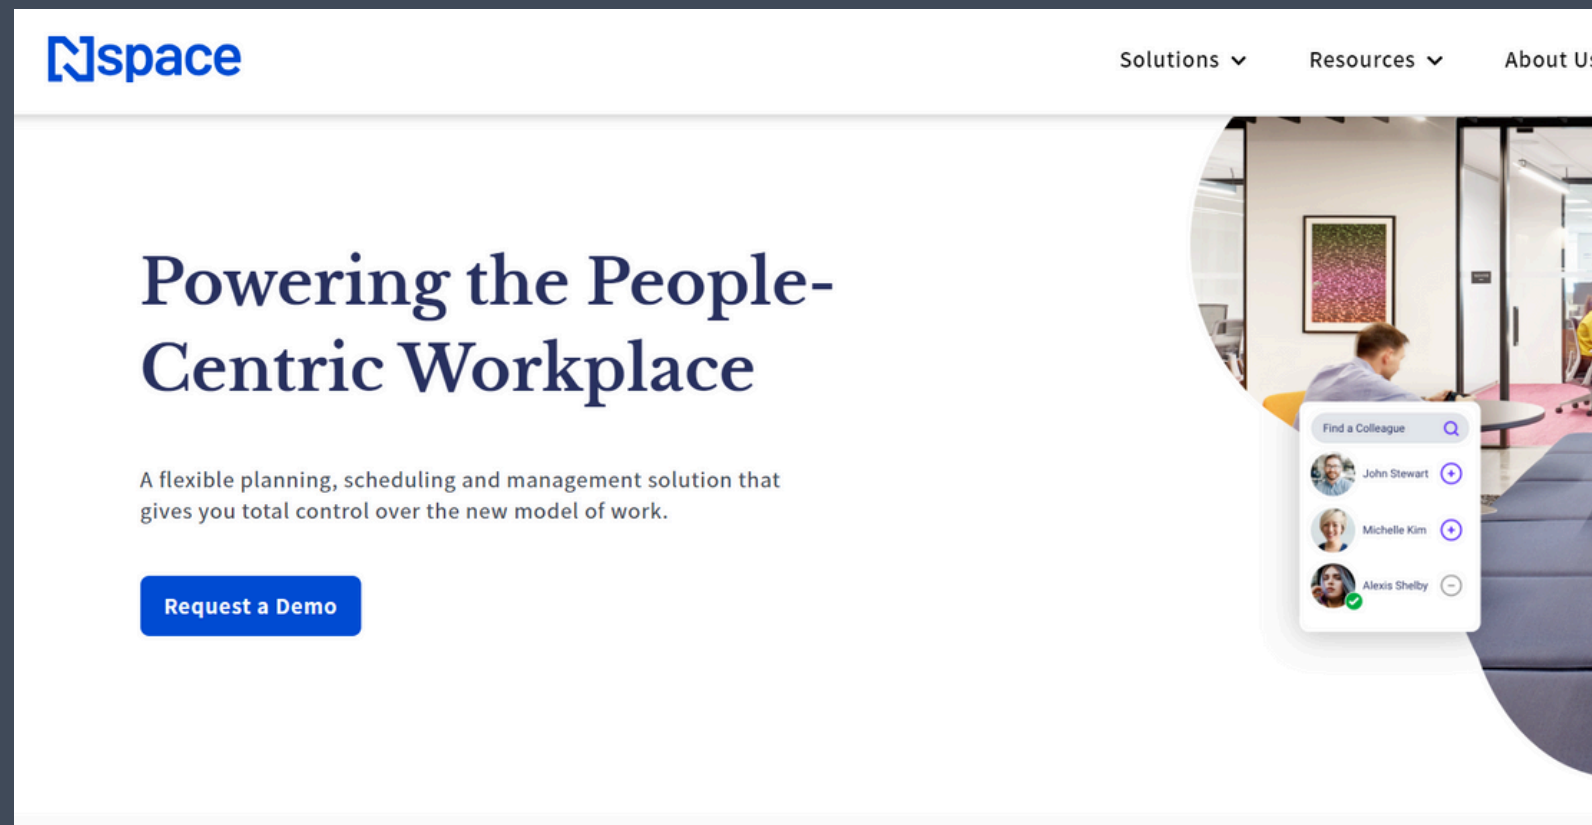 Nspace
Solutions
Resources
About Us
Powering the People-
Centric Workplace
A flexible planning, scheduling and management solution that
gives you total control over the new model of work.
Request a Demo
Find a Colleague
John Stewart
Michelle Kim
Alexis Shelby